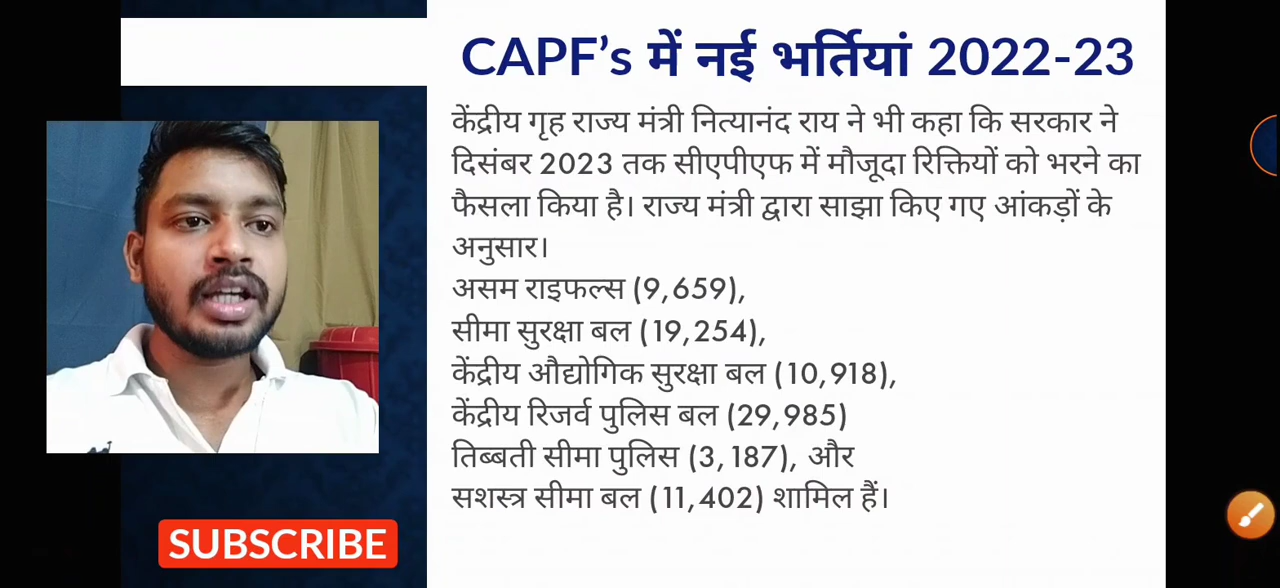 CAPF’s में नई भर्तियां 2022-23
केंद्रीय गृह राज्य मंत्री नित्यानंद राय ने भी कहा कि सरकार ने
दिसंबर 2023 तक सीएपीएफ में मौजूदा रिक्तियों को भरने का
फैसला किया है। राज्य मंत्री द्वारा साझा किए गए आंकड़ों के
अनुसार।
असम राइफल्स (9,659),
सीमा सुरक्षा बल (19,254),
केंद्रीय औद्योगिक सुरक्षा बल (10,918),
केंद्रीय रिजर्व पुलिस बल (29,985)
तिब्बती सीमा पुलिस (3,187), और
सशस्त्र सीमा बल (11,402) शामिल हैं।
SUBSCRIBE